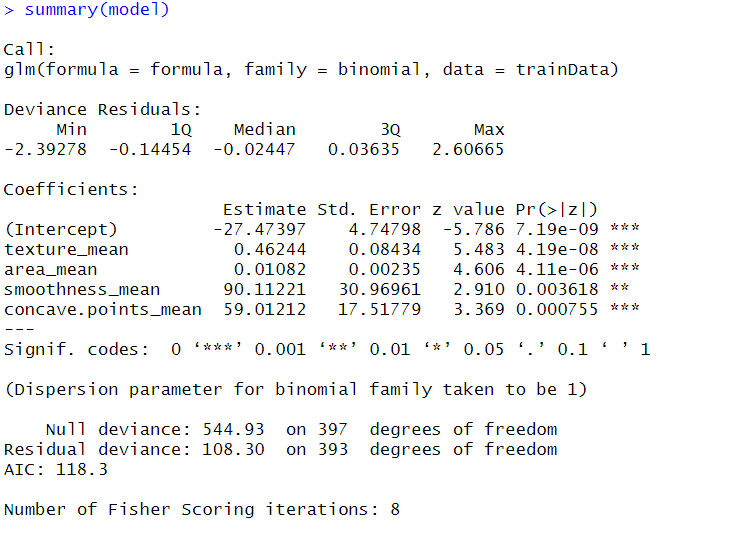 > summary(model)
Call:
glm(formula = formula, family = binomial, data = trainData)
Deviance Residuals:
     Min        1Q    Median        3Q       Max
-2.39278  -0.14454  -0.02447   0.03635   2.60665
Coefficients:
                     Estimate Std. Error z value Pr(>|z|)
(Intercept)         -27.47397    4.74798  -5.786 7.19e-09 ***
texture_mean          0.46244    0.08434   5.483 4.19e-08 ***
area_mean             0.01082    0.00235   4.606 4.11e-06 ***
smoothness_mean      90.11221   30.96961   2.910 0.003618 **
concave.points_mean  59.01212   17.51779   3.369 0.000755 ***
---
Signif. codes:  0 ‘***’ 0.001 ‘**’ 0.01 ‘*’ 0.05 ‘.’ 0.1 ‘ ’ 1
(Dispersion parameter for binomial family taken to be 1)
    Null deviance: 544.93  on 397  degrees of freedom
Residual deviance: 108.30  on 393  degrees of freedom
AIC: 118.3
Number of Fisher Scoring iterations: 8